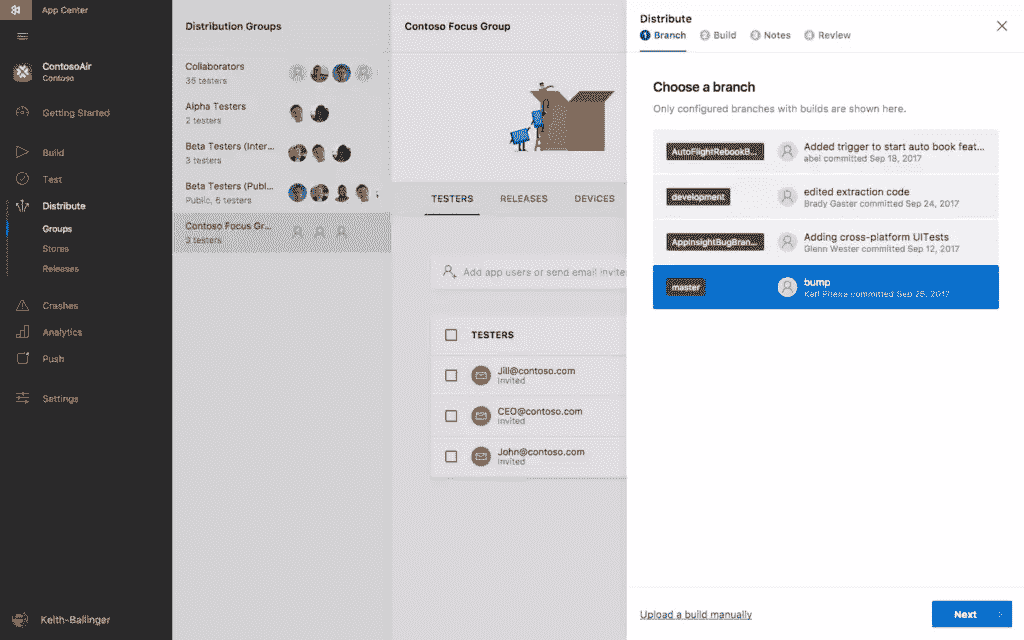 App Center
ContosoAir
Contoso
Getting Started
Build
Test
Distribute
Groups
Stores
Releases
Crashes
Analytics
Push
Settings
Keith-Ballinger
Distribution Groups
Collaborators
35 testers
Alpha Testers
2 testers
Beta Testers (Inter...
3 testers
Beta Testers (Publ...
Public, 6 testers
Contoso Focus Gr...
3 testers
Contoso Focus Group
TESTERS RELEASES DEVICES
Add app users or send email invite
TESTERS
Jill@contoso.com
Invited
CEO@contoso.com
Invited
John@contoso.com
Invited
Distribute
1 Branch 2 Build 3 Notes 4 Review
Choose a branch
Only configured branches with builds are shown here.
AutoFlightRebookB... Added trigger to start auto book feat...
abel committed Sep 18, 2017
development edited extraction code
Brady Gaster committed Sep 24, 2017
AppInsightBugBran... Adding cross-platform UITests
Glenn Wester committed Sep 12, 2017
master bump
Karl committed Sep 25, 2017
Upload a build manually
Next